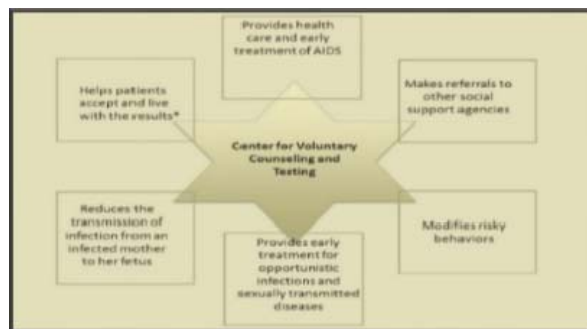 Provides health
care and early
treatment of AIDS
Helps patients
accept and live
with the results*
Makes referrals to
other social
support agencies
Center for Voluntary
Counseling and
Testing
Reduces the
transmission of
infection from an
infected mother
to her fetus
Modifies risky
behaviors
Provides early
treatment for
opportunistic
infections and
sexually transmitted
diseases